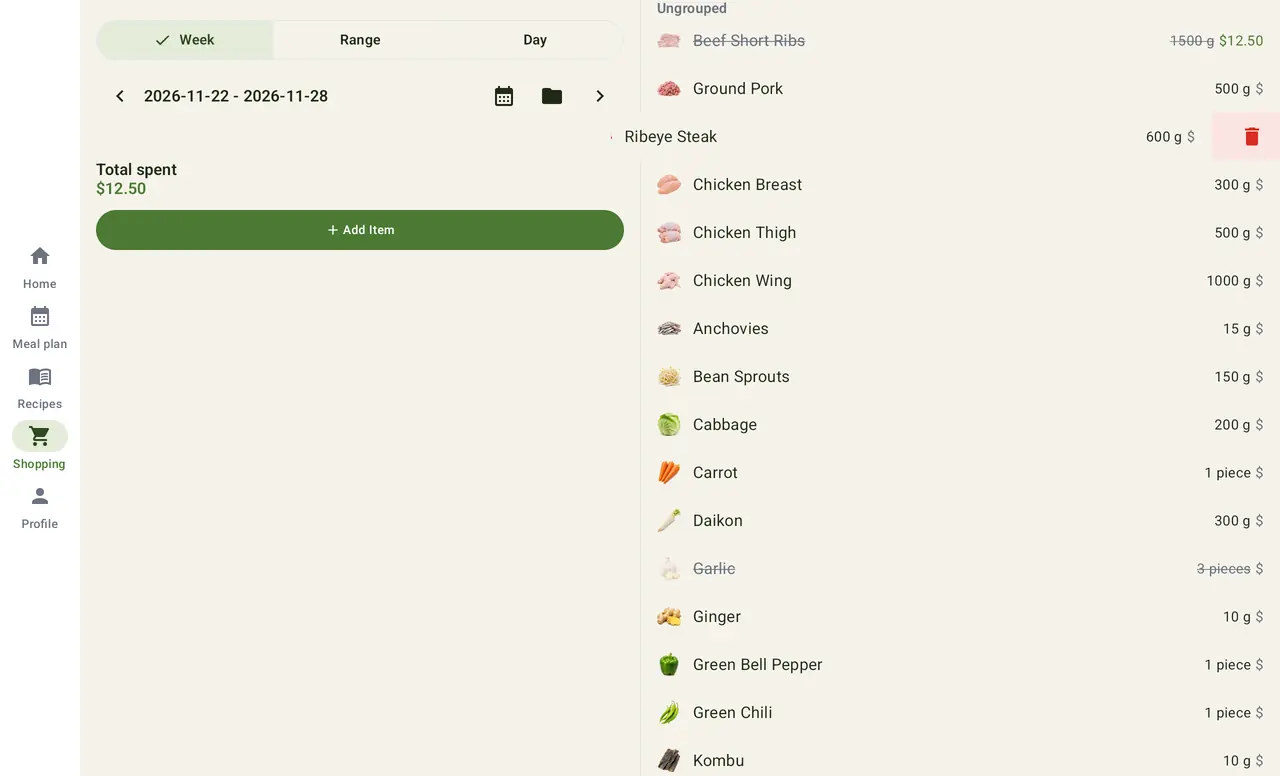 Home
Meal plan
Recipes
Shopping
Profile
Week
Range
Day
2026-11-22 - 2026-11-28
Total spent
$12.50
+ Add Item
Ungrouped
Beef Short Ribs 1500 g $12.50
Ground Pork 500 g $
Ribeye Steak 600 g $
Chicken Breast 300 g $
Chicken Thigh 500 g $
Chicken Wing 1000 g $
Anchovies 15 g $
Bean Sprouts 150 g $
Cabbage 200 g $
Carrot 1 piece $
Daikon 300 g $
Garlic 3 pieces $
Ginger 10 g $
Green Bell Pepper 1 piece $
Green Chili 1 piece $
Kombu 10 g $